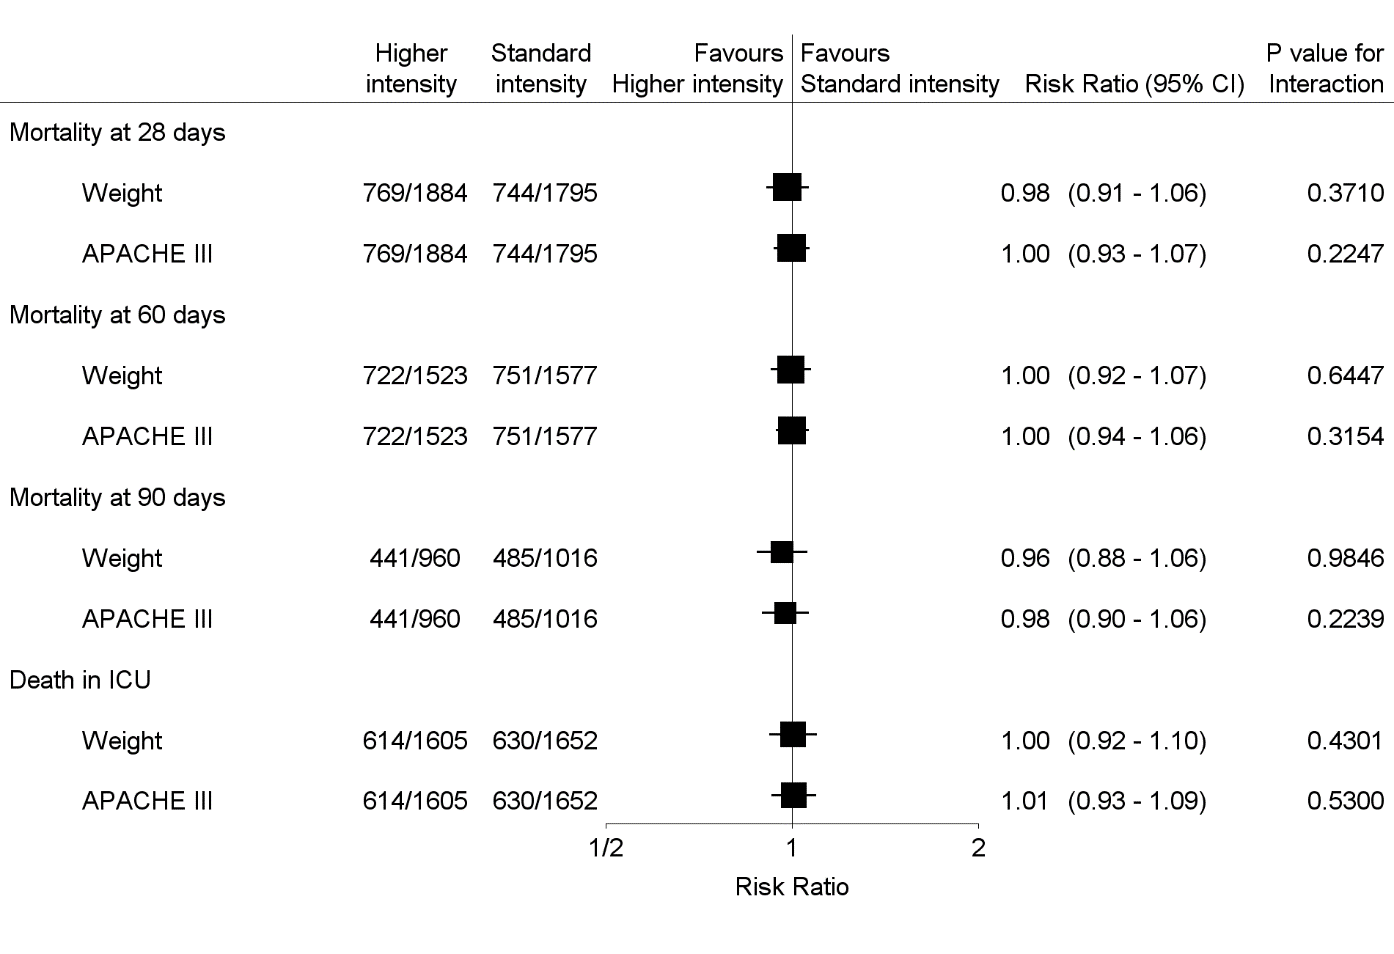 Higher Standard Favours Favours P value for
intensity intensity Higher intensity Standard intensity Risk Ratio (95% CI) Interaction
Mortality at 28 days
Weight 769/1884 744/1795 0.98 (0.91 - 1.06) 0.3710
APACHE III 769/1884 744/1795 1.00 (0.93 - 1.07) 0.2247
Mortality at 60 days
Weight 722/1523 751/1577 1.00 (0.92 - 1.07) 0.6447
APACHE III 722/1523 751/1577 1.00 (0.94 - 1.06) 0.3154
Mortality at 90 days
Weight 441/960 485/1016 0.96 (0.88 - 1.06) 0.9846
APACHE III 441/960 485/1016 0.98 (0.90 - 1.06) 0.2239
Death in ICU
Weight 614/1605 630/1652 1.00 (0.92 - 1.10) 0.4301
APACHE III 614/1605 630/1652 1.01 (0.93 - 1.09) 0.5300
1/2 1 2
Risk Ratio